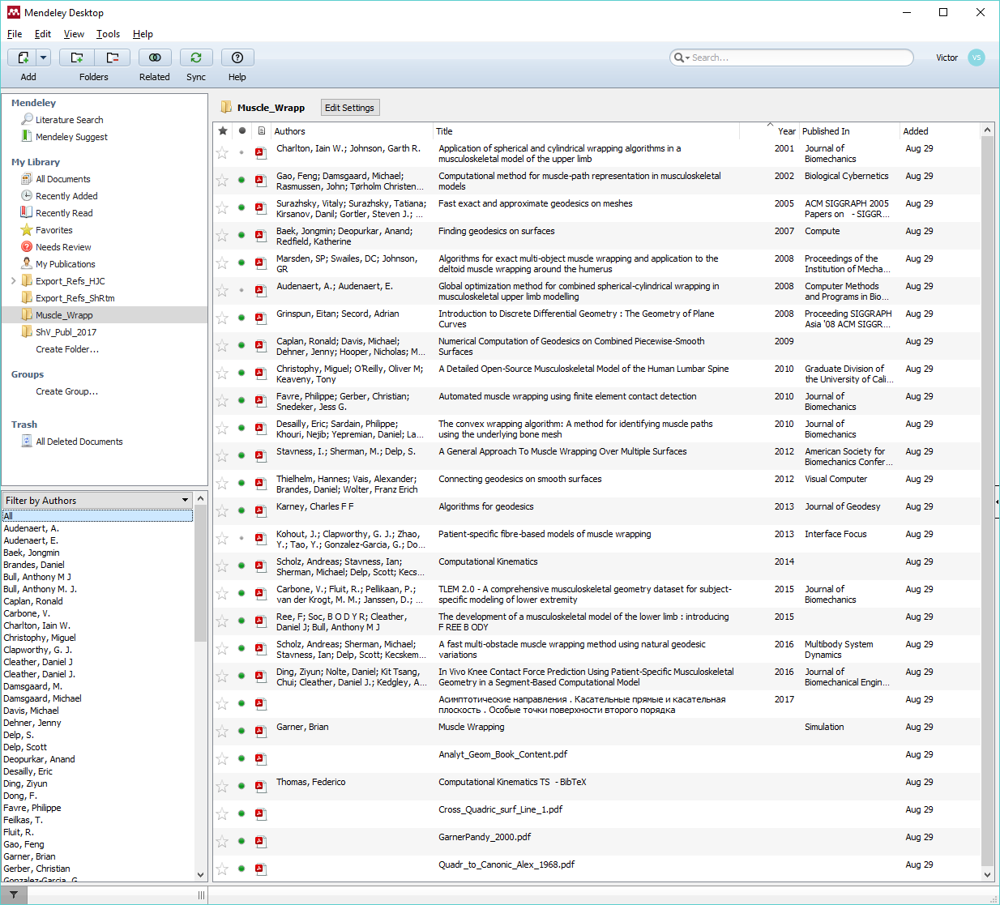 Mendeley Desktop
File Edit View Tools Help
Add Folders Related Sync Help
Search...
Victor VS
Mendeley
Literature Search
Mendeley Suggest
My Library
All Documents
Recently Added
Recently Read
Favorites
Needs Review
My Publications
Export_Refs_HJC
Export_Refs_ShRtm
Muscle_Wrapp
ShV_Publ_2017
Create Folder...
Groups
Create Group...
Trash
All Deleted Documents
Filter by Authors
All
Audenaert, A.
Audenaert, E.
Baek, Jongmin
Brandes, Daniel
Bull, Anthony M J
Bull, Anthony M. J.
Caplan, Ronald
Carbone, V.
Charlton, Iain W.
Christophy, Miguel
Clapworthy, G. J.
Cleather, Daniel J
Cleather, Daniel J.
Damsgaard, M.
Damsgaard, Michael
Davis, Michael
Dehner, Jenny
Delp, S.
Delp, Scott
Deopurkar, Anand
Desailly, Eric
Ding, Ziyun
Dong, F.
Favre, Philippe
Feilkas, T.
Fluit, R.
Gao, Feng
Garner, Brian
Gerber, Christian
Gonzalez-Garcia, G.
Muscle_Wrapp Edit Settings
Authors Title Year Published In Added
Charlton, Iain W.; Johnson, Garth R. Application of spherical and cylindrical wrapping algorithms in a 2001 Journal of Aug 29
musculoskeletal model of the upper limb Biomechanics
Gao, Feng; Damsgaard, Michael; Computational method for muscle-path representation in musculoskeletal 2002 Biological Cybernetics Aug 29
Rasmussen, John; Tørholm Christen... models
Surazhsky, Vitaly; Surazhsky, Tatiana; Fast exact and approximate geodesics on meshes 2005 ACM SIGGRAPH 2005 Aug 29
Kirsanov, Danil; Gortler, Steven J.; ... Papers on - SIGGR...
Baek, Jongmin; Deopurkar, Anand; Finding geodesics on surfaces 2007 Compute Aug 29
Redfield, Katherine
Marsden, SP; Swailes, DC; Johnson, Algorithms for exact multi-object muscle wrapping and application to the 2008 Proceedings of the Aug 29
GR deltoid muscle wrapping around the humerus Institution of Mecha...
Audenaert, A.; Audenaert, E. Global optimization method for combined spherical-cylindrical wrapping in 2008 Computer Methods Aug 29
musculoskeletal upper limb modelling and Programs in Bio...
Grinspun, Eitan; Secord, Adrian Introduction to Discrete Differential Geometry : The Geometry of Plane 2008 Proceeding SIGGRAPH Aug 29
Curves Asia '08 ACM SIGGR...
Caplan, Ronald; Davis, Michael; Numerical Computation of Geodesics on Combined Piecewise-Smooth 2009 Aug 29
Dehner, Jenny; Hooper, Nicholas; M... Surfaces
Christophy, Miguel; O'Reilly, Oliver M; A Detailed Open-Source Musculoskeletal Model of the Human Lumbar Spine 2010 Graduate Division of Aug 29
Keaveny, Tony the University of Cali...
Favre, Philippe; Gerber, Christian; Automated muscle wrapping using finite element contact detection 2010 Journal of Aug 29
Snedeker, Jess G. Biomechanics
Desailly, Eric; Sardain, Philippe; The convex wrapping algorithm: A method for identifying muscle paths 2010 Journal of Aug 29
Khouri, Nejib; Yepremian, Daniel; La... using the underlying bone mesh Biomechanics
Stavness, I.; Sherman, M.; Delp, S. A General Approach To Muscle Wrapping Over Multiple Surfaces 2012 American Society for Aug 29
Biomechanics Confer...
Thielhelm, Hannes; Vais, Alexander; Connecting geodesics on smooth surfaces 2012 Visual Computer Aug 29
Brandes, Daniel; Wolter, Franz Erich
Karney, Charles F F Algorithms for geodesics 2013 Journal of Geodesy Aug 29
Kohout, J.; Clapworthy, G. J.; Zhao, Patient-specific fibre-based models of muscle wrapping 2013 Interface Focus Aug 29
Y.; Tao, Y.; Gonzalez-Garcia, G.; Do...
Scholz, Andreas; Stavness, Ian; Computational Kinematics 2014 Aug 29
Sherman, Michael; Delp, Scott; Kecs...
Carbone, V.; Fluit, R.; Pellikaan, P.; TLEM 2.0 - A comprehensive musculoskeletal geometry dataset for subject- 2015 Journal of Aug 29
van der Krogt, M. M.; Janssen, D.; ... specific modeling of lower extremity Biomechanics
Ree, F; Soc, B O D Y R; Cleather, The development of a musculoskeletal model of the lower limb : introducing 2015 Aug 29
Daniel J; Bull, Anthony M J F REE B ODY
Scholz, Andreas; Sherman, Michael; A fast multi-obstacle muscle wrapping method using natural geodesic 2016 Multibody System Aug 29
Stavness, Ian; Delp, Scott; Kecskem... variations Dynamics
Ding, Ziyun; Nolte, Daniel; Kit Tsang, In Vivo Knee Contact Force Prediction Using Patient-Specific Musculoskeletal 2016 Journal of Aug 29
Chui; Cleather, Daniel J.; Kedgley, A... Geometry in a Segment-Based Computational Model Biomechanical Engin...
Асимптотические направления . Касательные прямые и касательная 2017 Aug 29
плоскость . Особые точки поверхности второго порядка
Garner, Brian Muscle Wrapping Simulation Aug 29
Analyt_Geom_Book_Content.pdf Aug 29
Thomas, Federico Computational Kinematics TS - BibTeX Aug 29
Cross_Quadric_surf_Line_1.pdf Aug 29
GarnerPandy_2000.pdf Aug 29
Quadr_to_Canonic_Alex_1968.pdf Aug 29